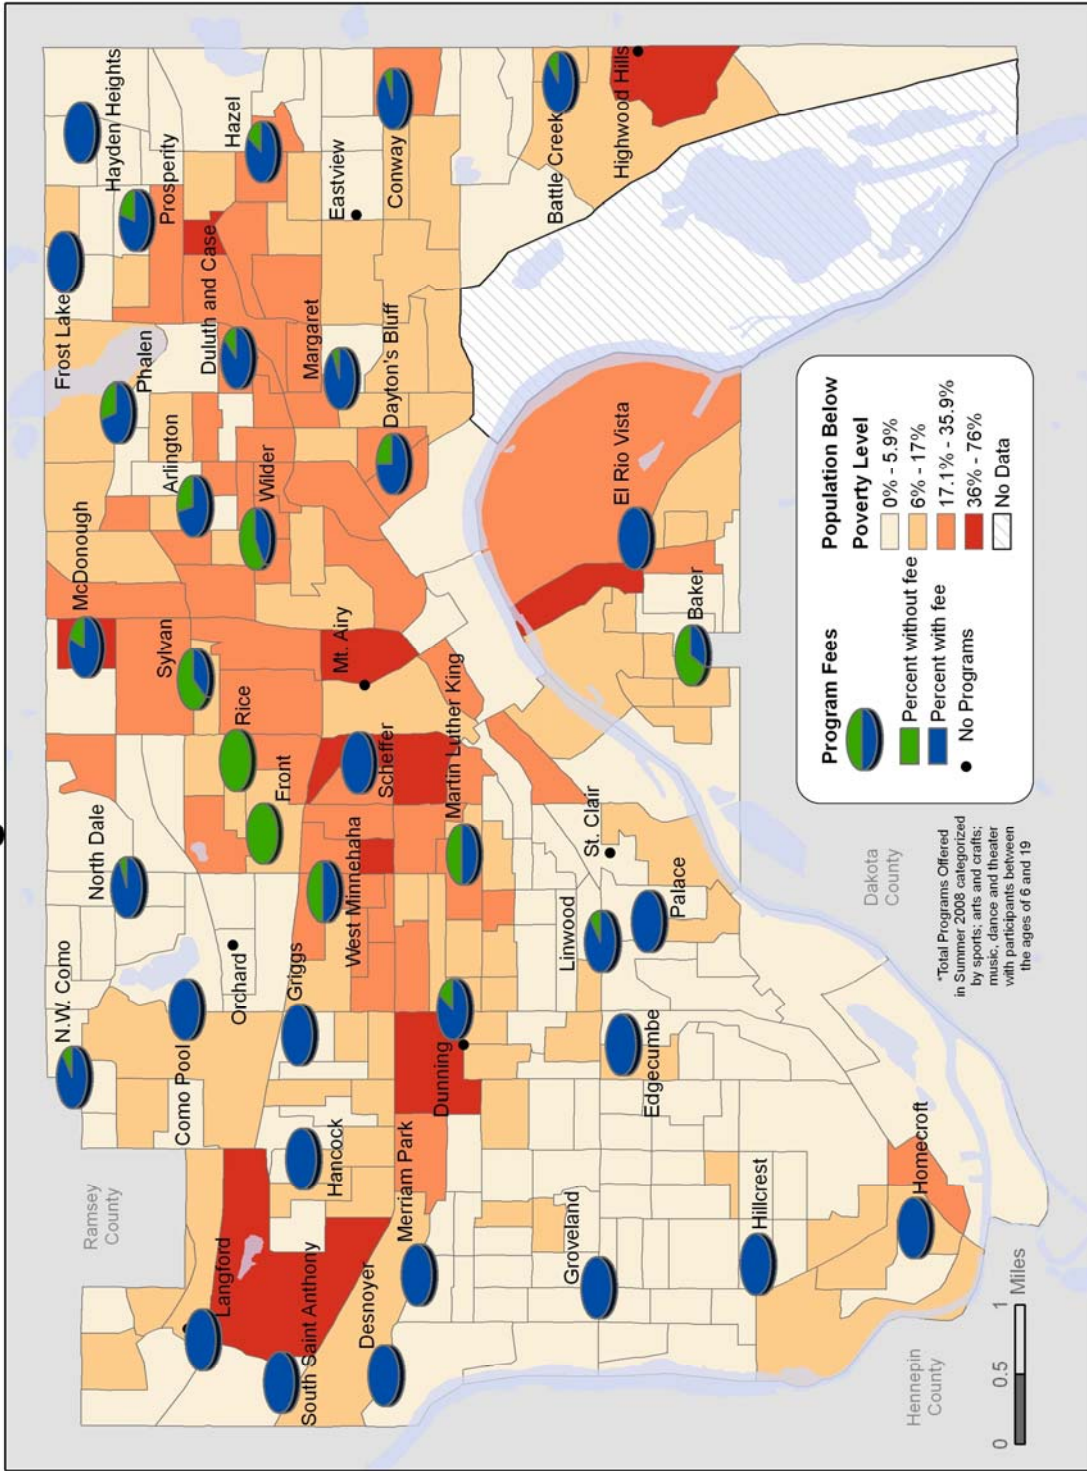 Ramsey
County
N.W. Como
North Dale
McDonough
Frost Lake
Hayden Heights
Phalen
Prosperity
Langford
Como Pool
Orchard
Rice
Sylvan
Arlington
Duluth and Case
Hazel
South Saint Anthony
Hancock
Griggs
Front
Wilder
Margaret
Eastview
Desnoyer
Merriam Park
West Minnehaha
Scheffer
Mt. Airy
Dayton's Bluff
Conway
Dunning
Martin Luther King
Groveland
Linwood
St. Clair
Battle Creek
Edgecumbe
Palace
El Rio Vista
Highwood Hills
Baker
Hillcrest
Homecroft
Hennepin
County
Dakota
County
0 0.5 1
Miles
*Total Programs Offered
in Summer 2008 categorized
by sports; arts and crafts;
music, dance and theater
with participants between
the ages of 6 and 19
Program Fees
Percent without fee
Percent with fee
No Programs
Population Below
Poverty Level
0% - 5.9%
6% - 17%
17.1% - 35.9%
36% - 76%
No Data